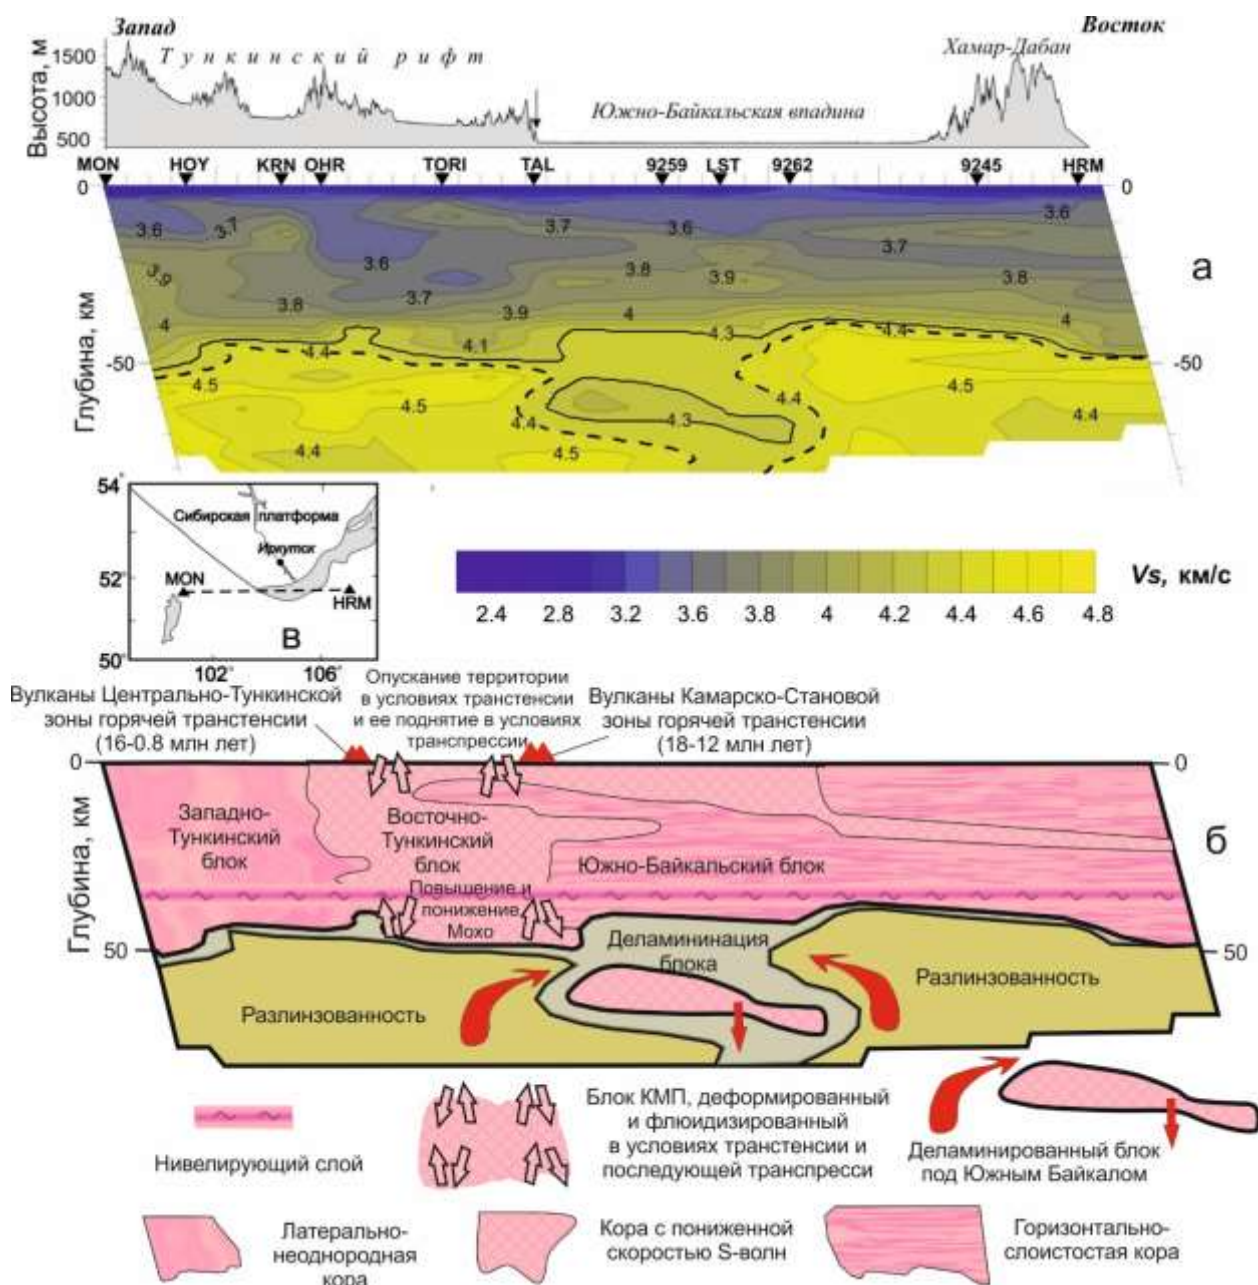 Запад
Восток
Тункинский рифт
Хамар-Дабан
Южно-Байкальская впадина
Высота, м
1500
1000
500
MON HOY KRN OHR TORI TAL 9259 LST 9262 9245 HRM
0 0
3.6 3.7 3.7 3.6 3.6
3.7
3.9 3.6 3.8 3.9 3.8
3.8 3.7
3.9 4
4 4.3 4.4 4
4.4 4.1
-50 -50
4.5 4.5 4.4 4.5 4.4
4.4 4.3
4.4 4.5
Глубина, км
а
54°
52°
50°
Сибирская платформа
Иркутск
MON
HRM
В
102° 106°
Vs, км/с
2.4 2.8 3.2 3.6 3.8 4 4.2 4.4 4.6 4.8
Вулканы Центрально-Тункинской
зоны горячей транстенсии
(16-0.8 млн лет)
Опускание территории
в условиях транстенсии
и ее поднятие в условиях
транспрессии
Вулканы Камарско-Становой
зоны горячей транстенсии
(18-12 млн лет)
0 0
Глубина, км
50 50
б
Западно-
Тункинский
блок
Восточно-
Тункинский
блок
Южно-Байкальский блок
Повышение и
понижение
Мохо
Деламининация
блока
Разлинзованность
Разлинзованность
Нивелирующий слой
Блок КМП, деформированный
и флюидизированный
в условиях транстенсии и
последующей транспресси
Деламинированный блок
под Южным Байкалом
Латерально-
неоднородная
кора
Кора с пониженной
скоростью S-волн
Горизонтально-
слоистостая кора